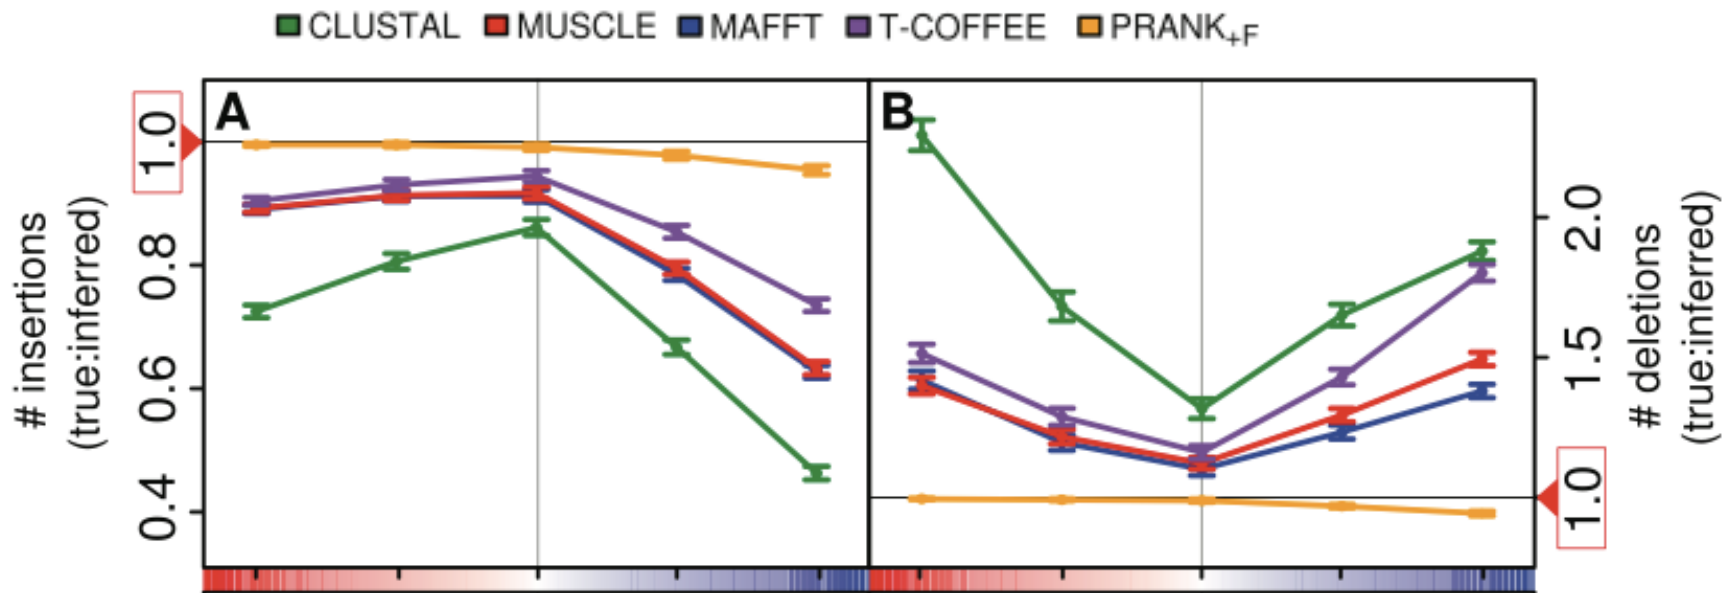 CLUSTAL MUSCLE MAFFT T-COFFEE PRANK+F
A
B
# insertions
(true:inferred)
1.0
0.8
0.6
0.4
2.0
1.5
1.0
# deletions
(true:inferred)